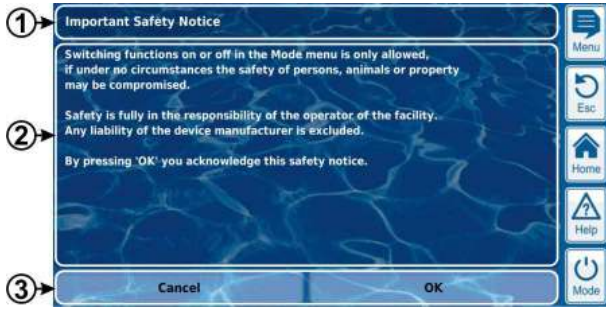 1
Important Safety Notice
Menu
Switching functions on or off in the Mode menu is only allowed,
if under no circumstances the safety of persons, animals or property
may be compromised.
Esc
Safety is fully in the responsibility of the operator of the facility.
2
Any liability of the device manufacturer is excluded.
By pressing 'OK' you acknowledge this safety notice.
Home
?
Help
3
Cancel
OK
Mode